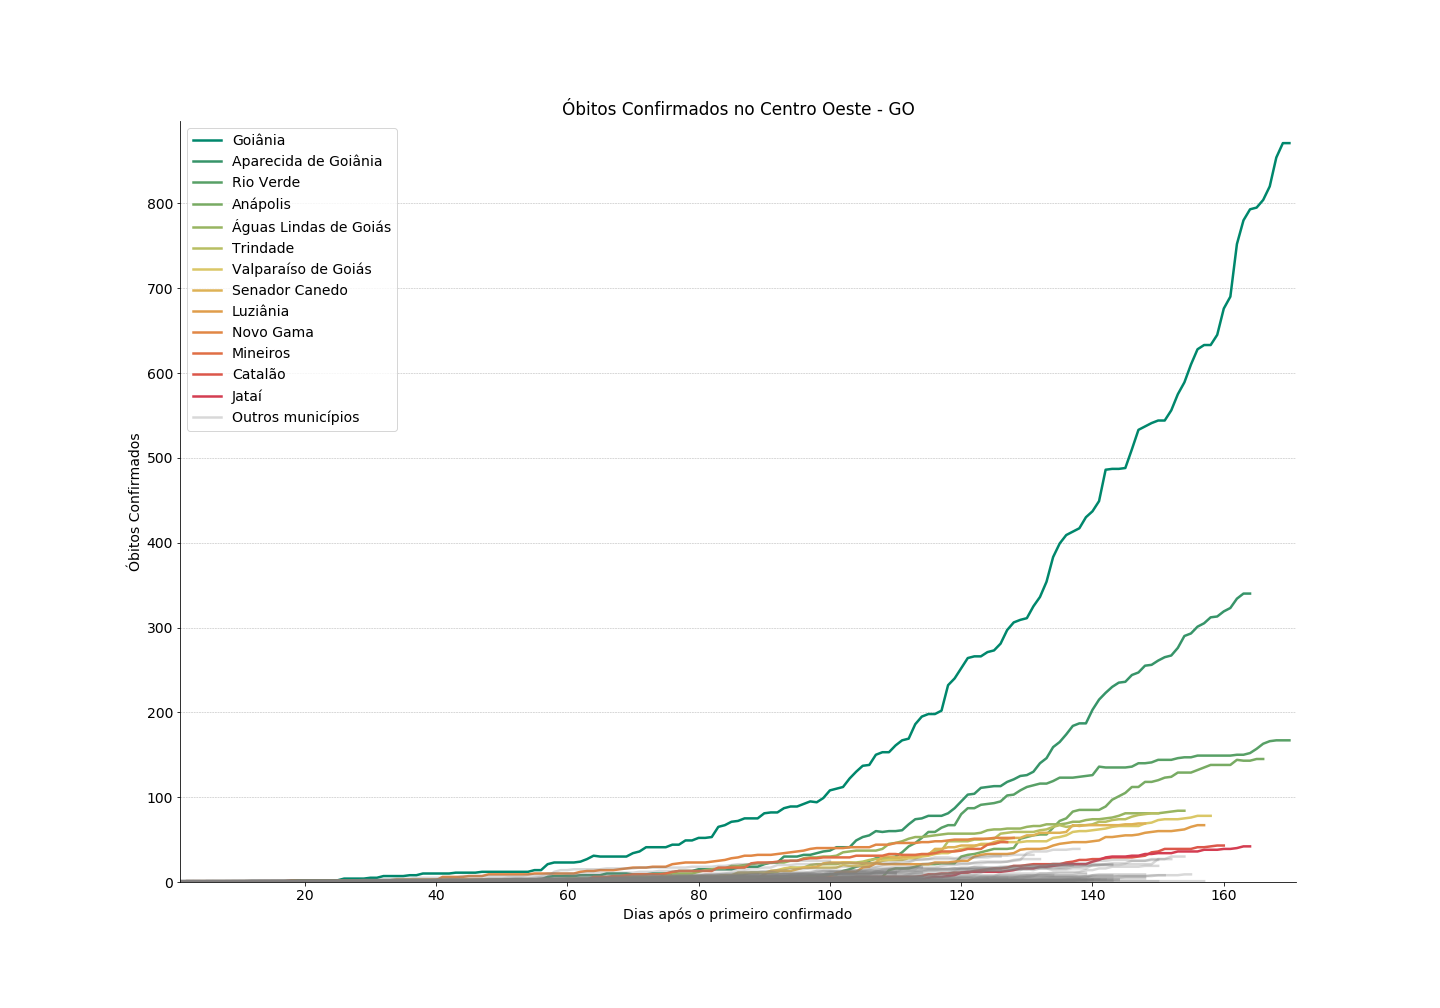 Óbitos Confirmados no Centro Oeste - GO
Goiânia
Aparecida de Goiânia
Rio Verde
Anápolis
Águas Lindas de Goiás
Trindade
Valparaíso de Goiás
Senador Canedo
Luziânia
Novo Gama
Mineiros
Catalão
Jataí
Outros municípios
800
700
600
500
400
300
200
100
0
Óbitos Confirmados
20 40 60 80 100 120 140 160
Dias após o primeiro confirmado